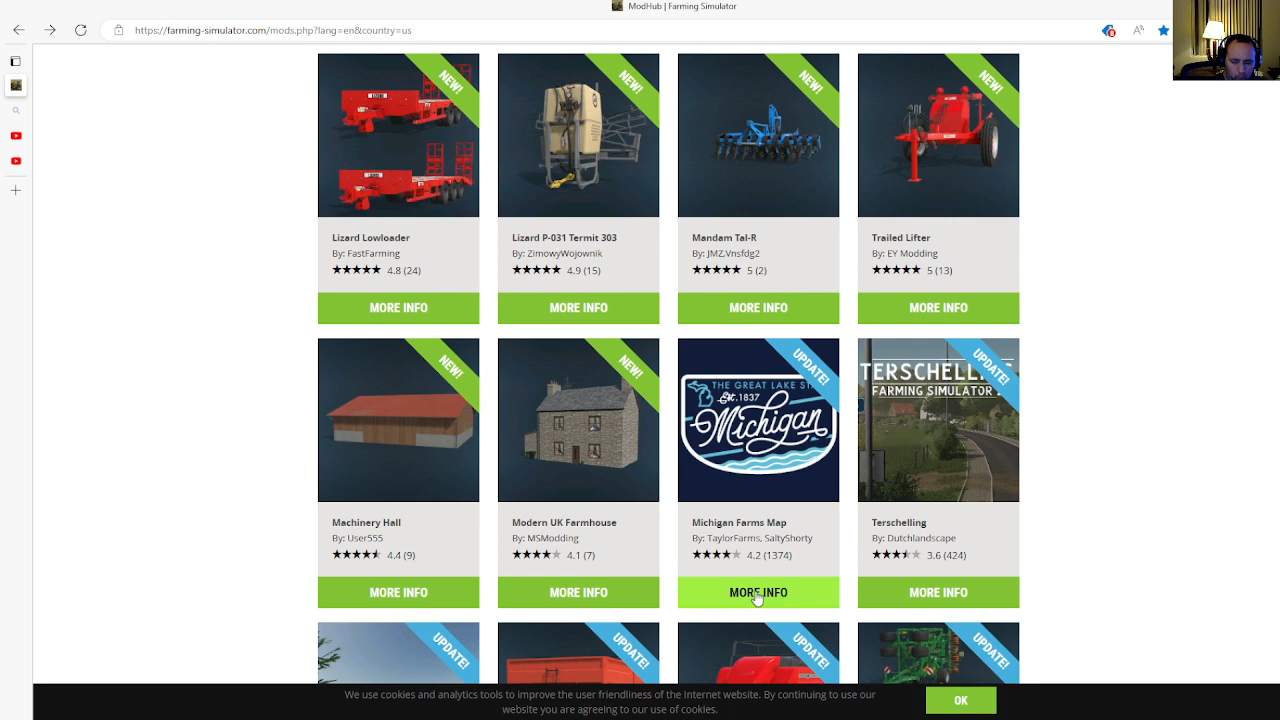 ModHub | Farming Simulator
https://farming-simulator.com/mods.php?lang=en&country=us
NEW!
NEW!
NEW!
NEW!
Lizard Lowloader
By: FastFarming
4.8 (24)
MORE INFO
Lizard P-031 Termit 303
By: ZimowyWojownik
4.9 (15)
MORE INFO
Mandam Tal-R
By: JMZ,Vnsfdg2
5 (2)
MORE INFO
Trailed Lifter
By: EY Modding
5 (13)
MORE INFO
NEW!
NEW!
UPDATE!
THE GREAT LAKE ST
Est. 1837
Michigan
UPDATE!
TERSCHELLI
FARMING SIMULATOR
Machinery Hall
By: User555
4.4 (9)
MORE INFO
Modern UK Farmhouse
By: MSModding
4.1 (7)
MORE INFO
Michigan Farms Map
By: TaylorFarms, SaltyShorty
4.2 (1374)
MORE INFO
Terschelling
By: Dutchlandscape
3.6 (424)
MORE INFO
UPDATE!
UPDATE!
UPDATE!
UPDATE!
We use cookies and analytics tools to improve the user friendliness of the Internet website. By continuing to use our
website you are agreeing to our use of cookies.
OK